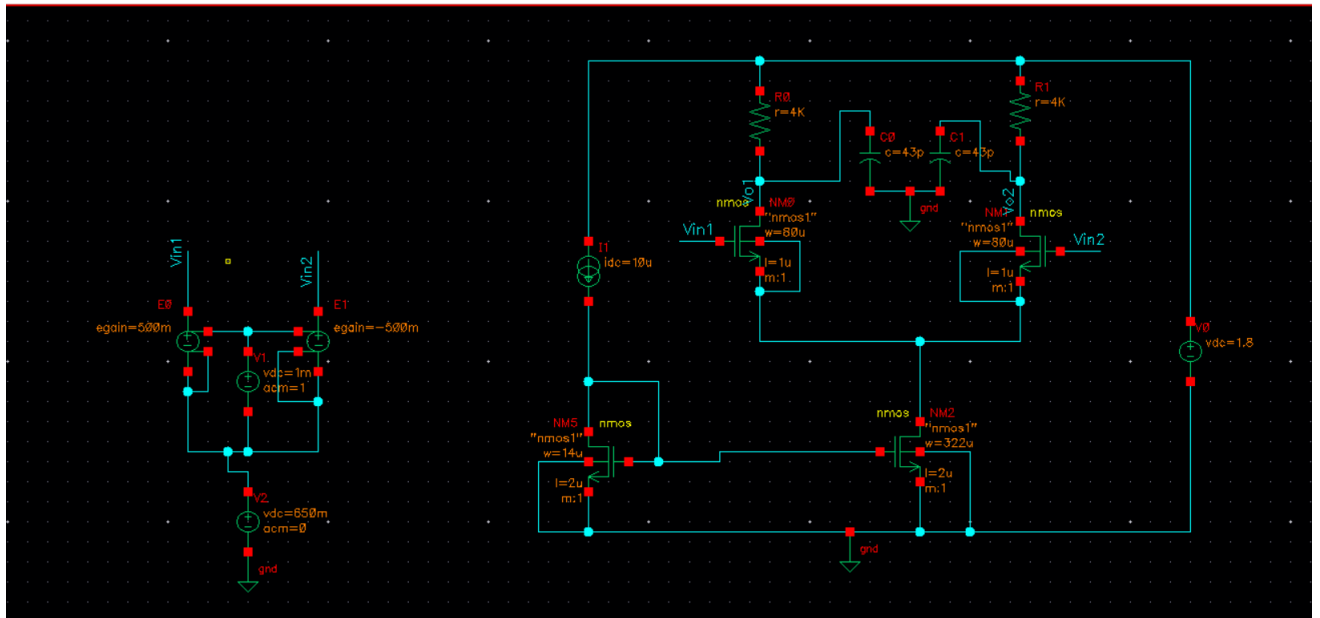 R0
r=4K
R1
r=4K
C0
c=43p
C1
c=43p
Vo1
Vo2
gnd
nmos
NM0
"nmos1"
w=80u
l=1u
m:1
Vin1
NM
nmos
"nmos1"
w=80u
l=1u
m:1
Vin2
Vin1
Vin2
I1
idc=10u
E0
egain=500m
E1
egain=-500m
V1
vdc=1m
acm=1
V0
vdc=1.8
NM5
nmos
"nmos1"
w=14u
l=2u
m:1
nmos
NM2
"nmos1"
w=322u
l=2u
m:1
V2
vdc=650m
acm=0
gnd
gnd